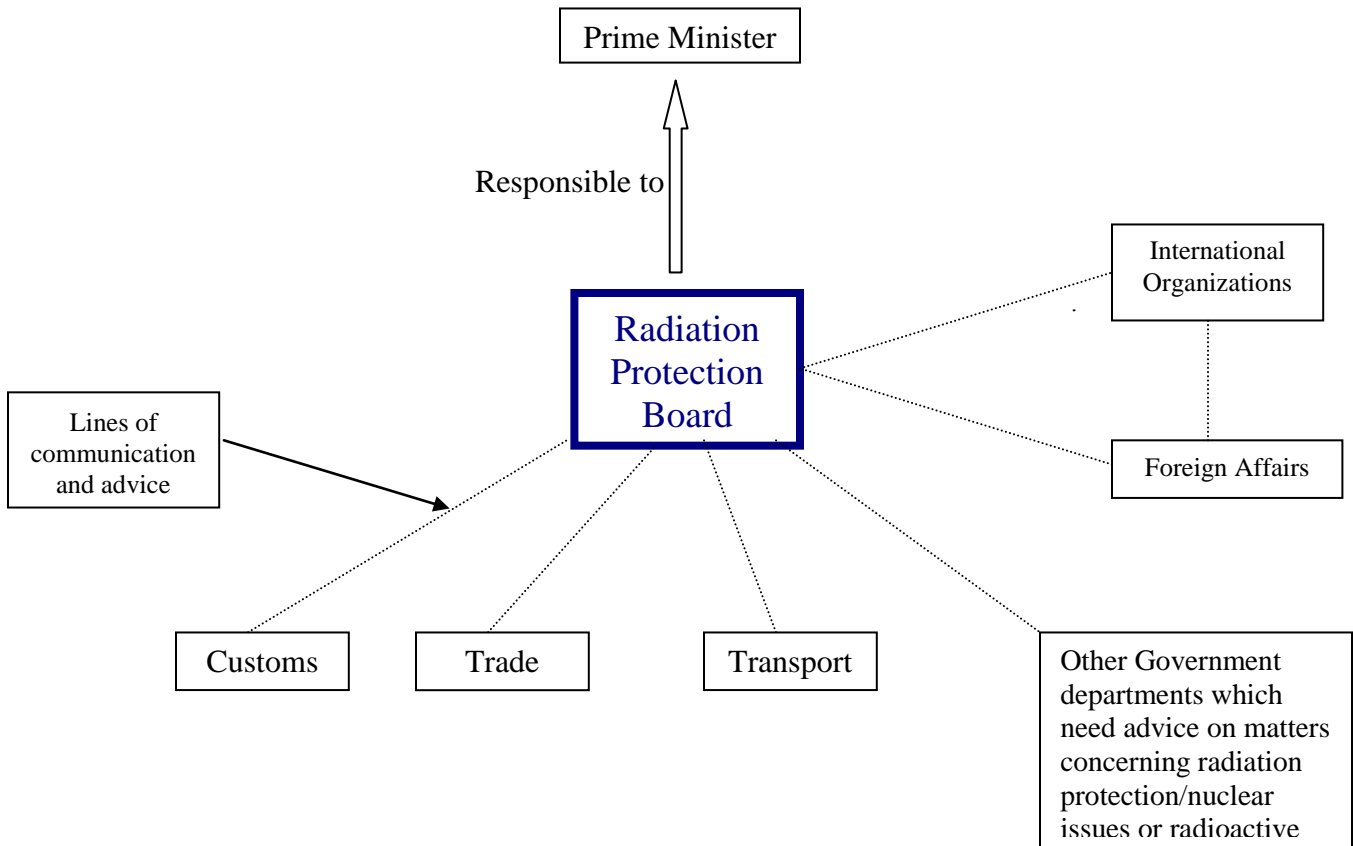 Prime Minister
Responsible to
International
Organizations
Radiation
Protection
Board
Lines of
communication
and advice
Foreign Affairs
Customs
Trade
Transport
Other Government
departments which
need advice on matters
concerning radiation
protection/nuclear
issues or radioactive